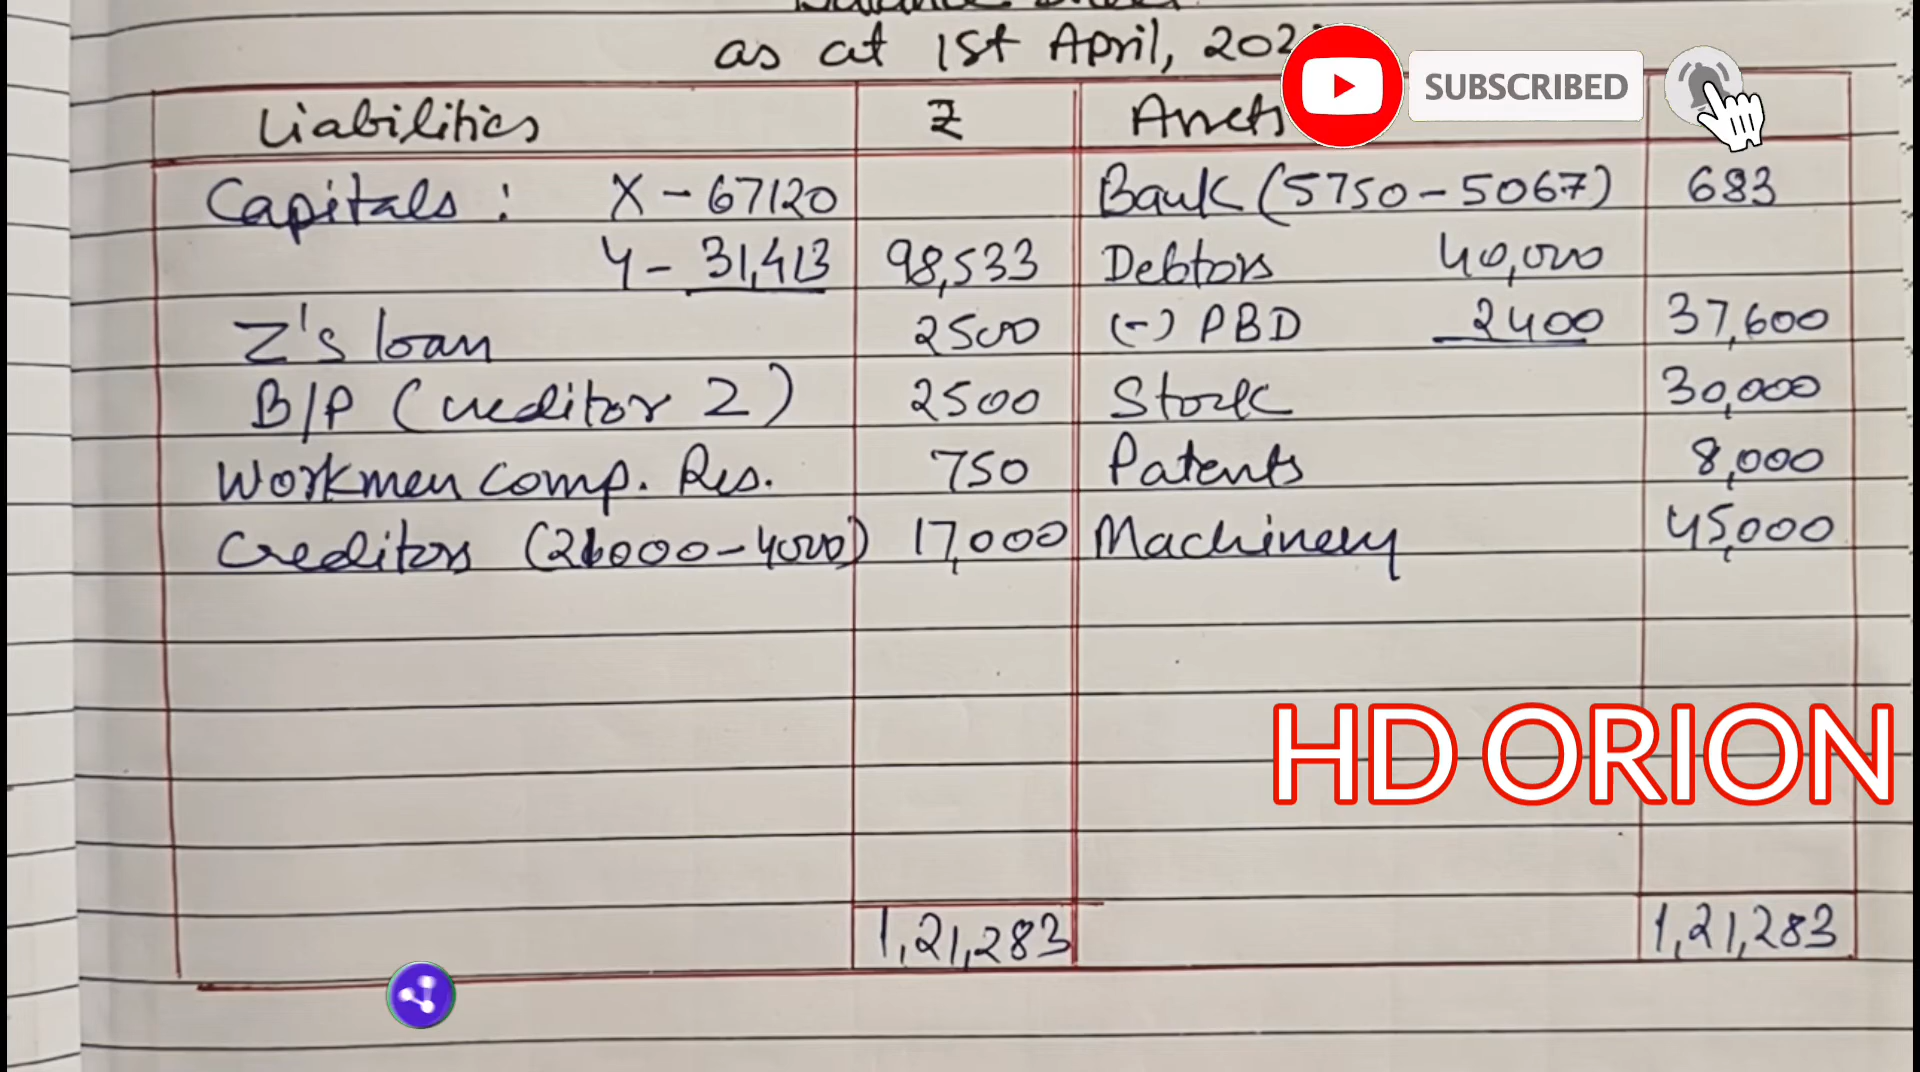 as at 1st April, 202
SUBSCRIBED
Liabilities ₹ Assets
Capitals : X - 67120 Bank (5750 - 5067) 683
Y - 31,413 98,533 Debtors 40,000
Z's loan 2500 (-) PBD 2400 37,600
B/P (creditor Z) 2500 Stock 30,000
Workmen comp. Res. 750 Patents 8,000
Creditors (21000-4000) 17,000 Machinery 45,000
HD ORION
1,21,283 1,21,283